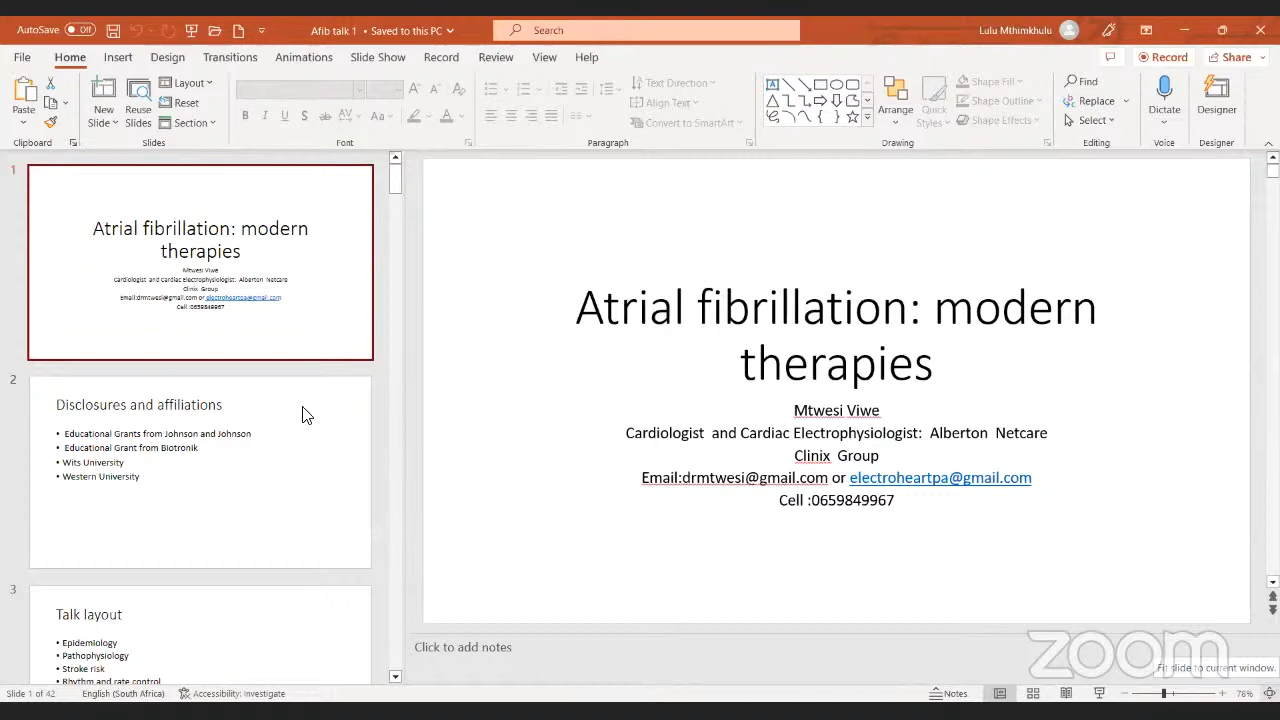 AutoSave Off
Afib talk 1 • Saved to this PC
Search
Lulu Mthimkhulu
File Home Insert Design Transitions Animations Slide Show Record Review View Help
Record Share
Paste
New Slide
Reuse Slides
Layout
Reset
Section
Text Direction
Align Text
Convert to SmartArt
Arrange
Quick Styles
Shape Fill
Shape Outline
Shape Effects
Find
Replace
Select
Dictate
Designer
Clipboard Slides Font Paragraph Drawing Editing Voice Designer
1
Atrial fibrillation: modern
therapies
Mtwesi Viwe
Cardiologist and Cardiac Electrophysiologist: Alberton Netcare
Clinix Group
Email:drmtwesi@gmail.com or electroheartpa@gmail.com
Cell :0659849967
2
Disclosures and affiliations
• Educational Grants from Johnson and Johnson
• Educational Grant from Biotronik
• Wits University
• Western University
3
Talk layout
• Epidemiology
• Pathophysiology
• Stroke risk
• Rhythm and rate control
Atrial fibrillation: modern
therapies
Mtwesi Viwe
Cardiologist and Cardiac Electrophysiologist: Alberton Netcare
Clinix Group
Email:drmtwesi@gmail.com or electroheartpa@gmail.com
Cell :0659849967
Click to add notes
zoom
Fit slide to current window.
Slide 1 of 42
English (South Africa)
Accessibility: Investigate
Notes
78%